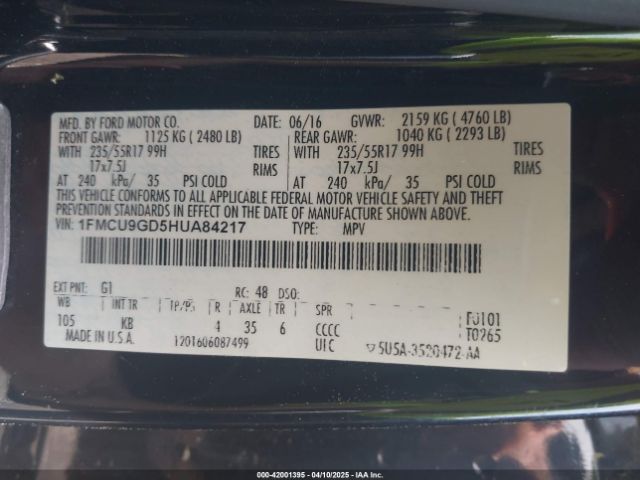 MFD. BY FORD MOTOR CO. DATE: 06/16 GVWR: 2159 KG ( 4760 LB)
FRONT GAWR: 1125 KG ( 2480 LB) REAR GAWR: 1040 KG ( 2293 LB)
WITH 235/55R17 99H TIRES WITH 235/55R17 99H TIRES
17x7.5J RIMS 17x7.5J RIMS
AT 240 kPa/ 35 PSI COLD AT 240 kPa/ 35 PSI COLD
THIS VEHICLE CONFORMS TO ALL APPLICABLE FEDERAL MOTOR VEHICLE SAFETY AND THEFT
PREVENTION STANDARDS IN EFFECT ON THE DATE OF MANUFACTURE SHOWN ABOVE.
VIN: 1FMCU9GD5HUA84217 TYPE: MPV
EXT PNT: G1 RC: 48 DSO:
WB INT TR TP/PS R AXLE TR SPR
105 KB 4 35 6 CCCC FJ101
MADE IN U.S.A. 1201606087499 UIC 5U5A-3520472-AA T0265
000-42001395 - 04/10/2025 - IAAI.com